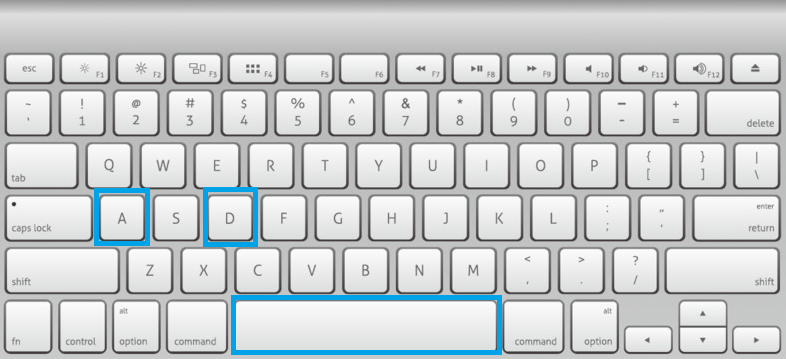 esc F1 F2 F3 F4 F5 F6 F7 F8 F9 F10 F11 F12
~ ! @ # $ % ^ & * ( ) – +
' 1 2 3 4 5 6 7 8 9 0 - = delete
tab Q W E R T Y U I O P { [ } ] | \
caps lock A S D F G H J K L : ; " ' enter return
shift Z X C V B N M < , > . ? / shift
fn control alt option command command alt option